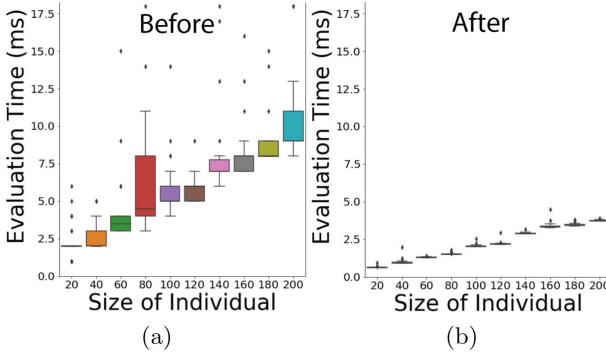 Before
Evaluation Time (ms)
17.5
15.0
12.5
10.0
7.5
5.0
2.5
0.0
20 40 60 80 100 120 140 160 180 200
Size of Individual
(a)
After
Evaluation Time (ms)
17.5
15.0
12.5
10.0
7.5
5.0
2.5
0.0
20 40 60 80 100 120 140 160 180 200
Size of Individual
(b)